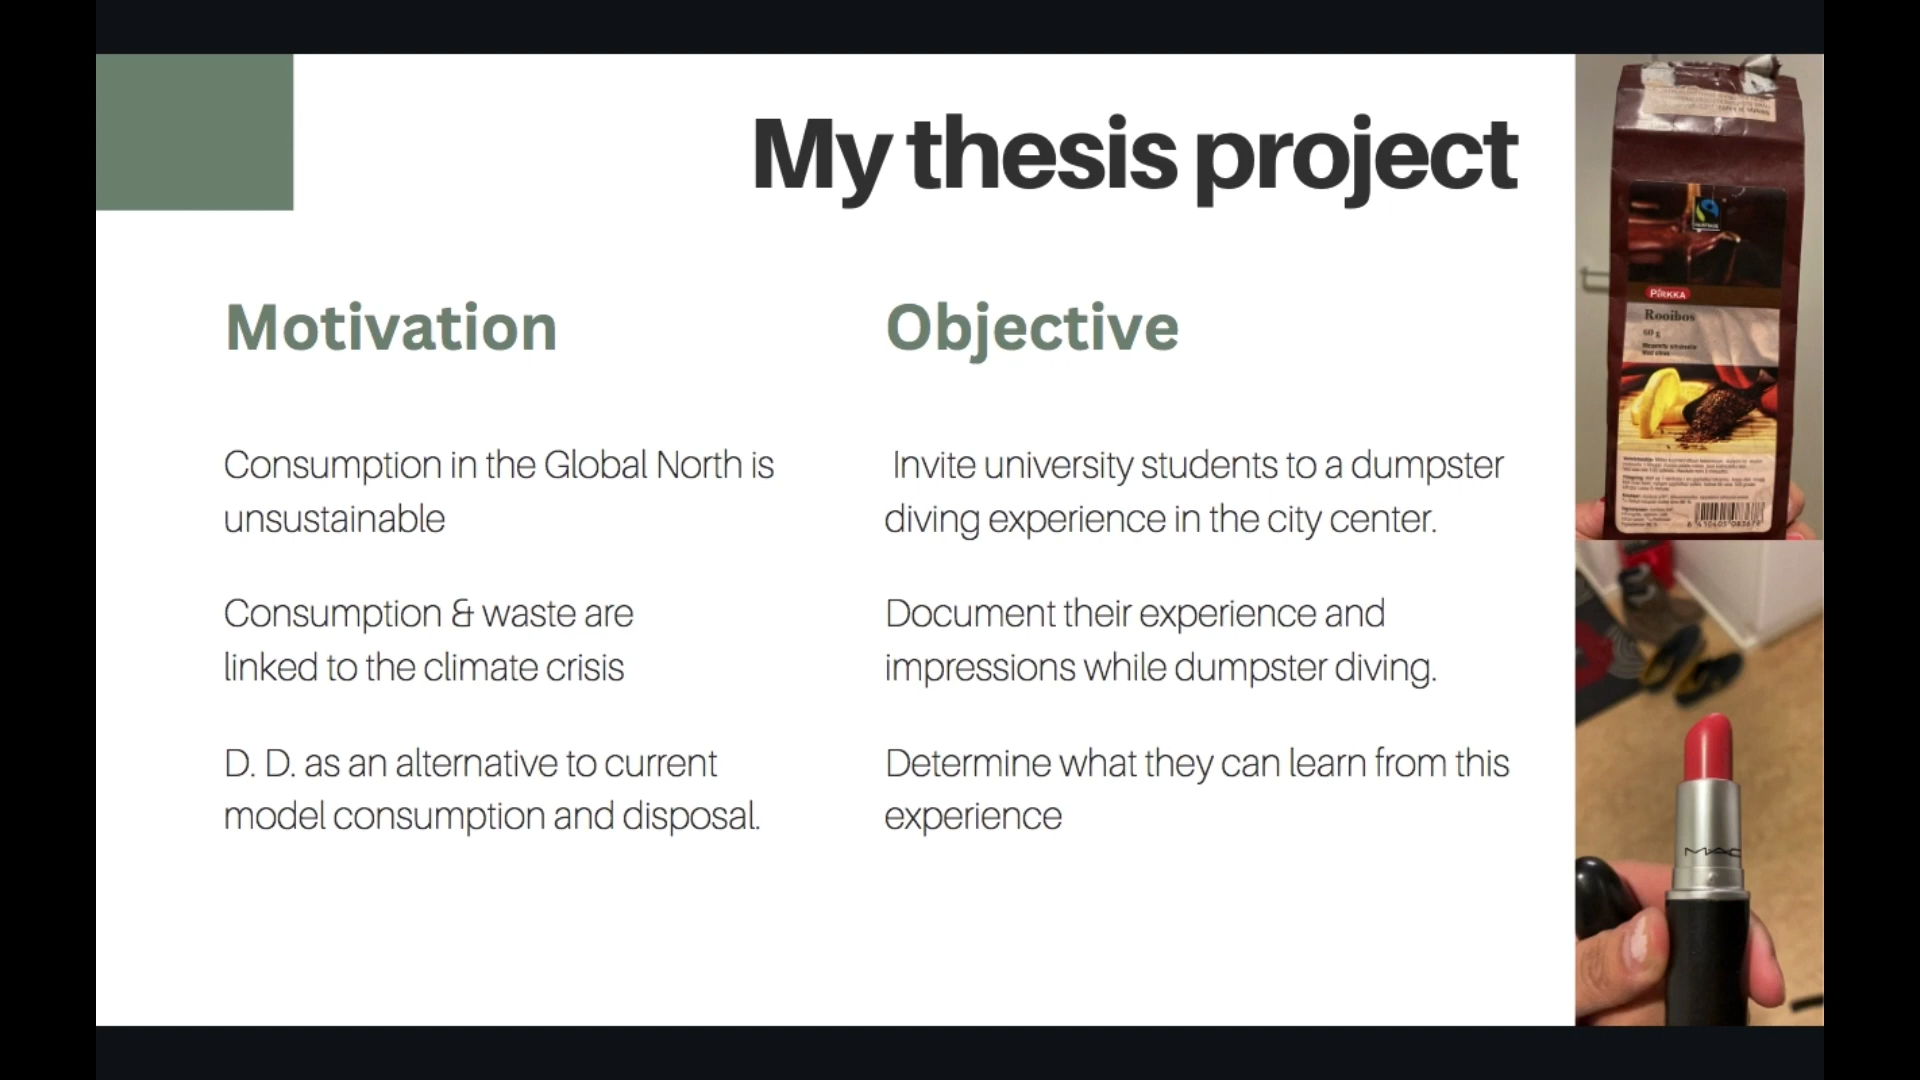 My thesis project
Motivation
Consumption in the Global North is
unsustainable
Consumption & waste are
linked to the climate crisis
D. D. as an alternative to current
model consumption and disposal.
Objective
Invite university students to a dumpster
diving experience in the city center.
Document their experience and
impressions while dumpster diving.
Determine what they can learn from this
experience
PIRKKA
Rooibos
60 g
MAC